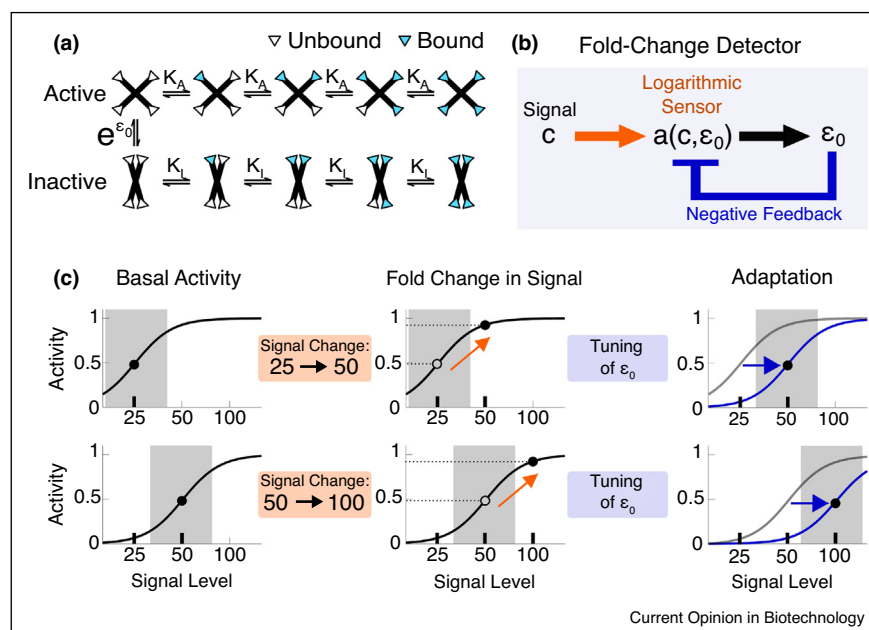 (a)
Unbound
Bound
Active
K_A K_A K_A K_A
e^ε₀
Inactive
K_I K_I K_I K_I
(b)
Fold-Change Detector
Logarithmic
Sensor
Signal
c
a(c,ε₀)
ε₀
Negative Feedback
(c)
Basal Activity
Fold Change in Signal
Adaptation
Activity
1
0.5
0
25 50 100
Signal Change:
25 → 50
1
0.5
0
25 50 100
Tuning
of ε₀
1
0.5
0
25 50 100
Activity
1
0.5
0
25 50 100
Signal Level
Signal Change:
50 → 100
1
0.5
0
25 50 100
Signal Level
Tuning
of ε₀
1
0.5
0
25 50 100
Signal Level
Current Opinion in Biotechnology